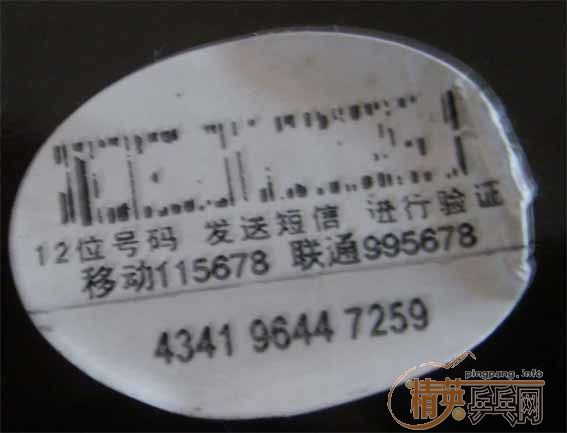 12位号码 发送短信 进行验证
移动115678 联通995678
4341 9644 7259
pingpang.info
精英乒乓网